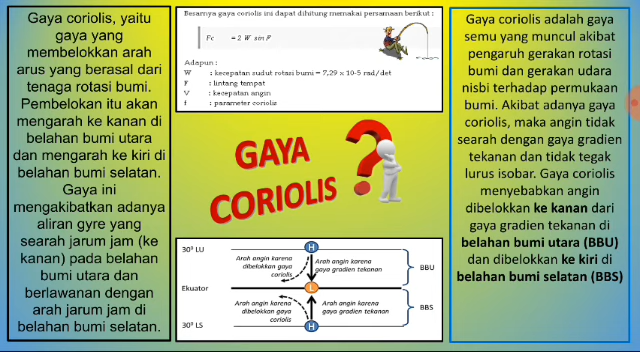 Gaya coriolis, yaitu
gaya yang
membelokkan arah
arus yang berasal dari
tenaga rotasi bumi.
Pembelokan itu akan
mengarah ke kanan di
belahan bumi utara
dan mengarah ke kiri di
belahan bumi selatan.
Gaya ini
mengakibatkan adanya
aliran gyre yang
searah jarum jam (ke
kanan) pada belahan
bumi utara dan
berlawanan dengan
arah jarum jam di
belahan bumi selatan.
Besarnya gaya coriolis ini dapat dihitung memakai persamaan berikut :
Fc = 2 W sin F
Adapun :
W : kecepatan sudut rotasi bumi = 7,29 x 10-5 rad/det
F : lintang tempat
V : kecepatan angin
f : parameter coriolis
GAYA
CORIOLIS
30⁰ LU
H
Arah angin karena
dibelokkan gaya
coriolis
Arah angin karena
gaya gradien tekanan
BBU
Ekuator
L
Arah angin karena
dibelokkan gaya
coriolis
Arah angin karena
gaya gradien tekanan
BBS
30⁰ LS
H
Gaya coriolis adalah gaya
semu yang muncul akibat
pengaruh gerakan rotasi
bumi dan gerakan udara
nisbi terhadap permukaan
bumi. Akibat adanya gaya
coriolis, maka angin tidak
searah dengan gaya gradien
tekanan dan tidak tegak
lurus isobar. Gaya coriolis
menyebabkan angin
dibelokkan ke kanan dari
gaya gradien tekanan di
belahan bumi utara (BBU)
dan dibelokkan ke kiri di
belahan bumi selatan (BBS)